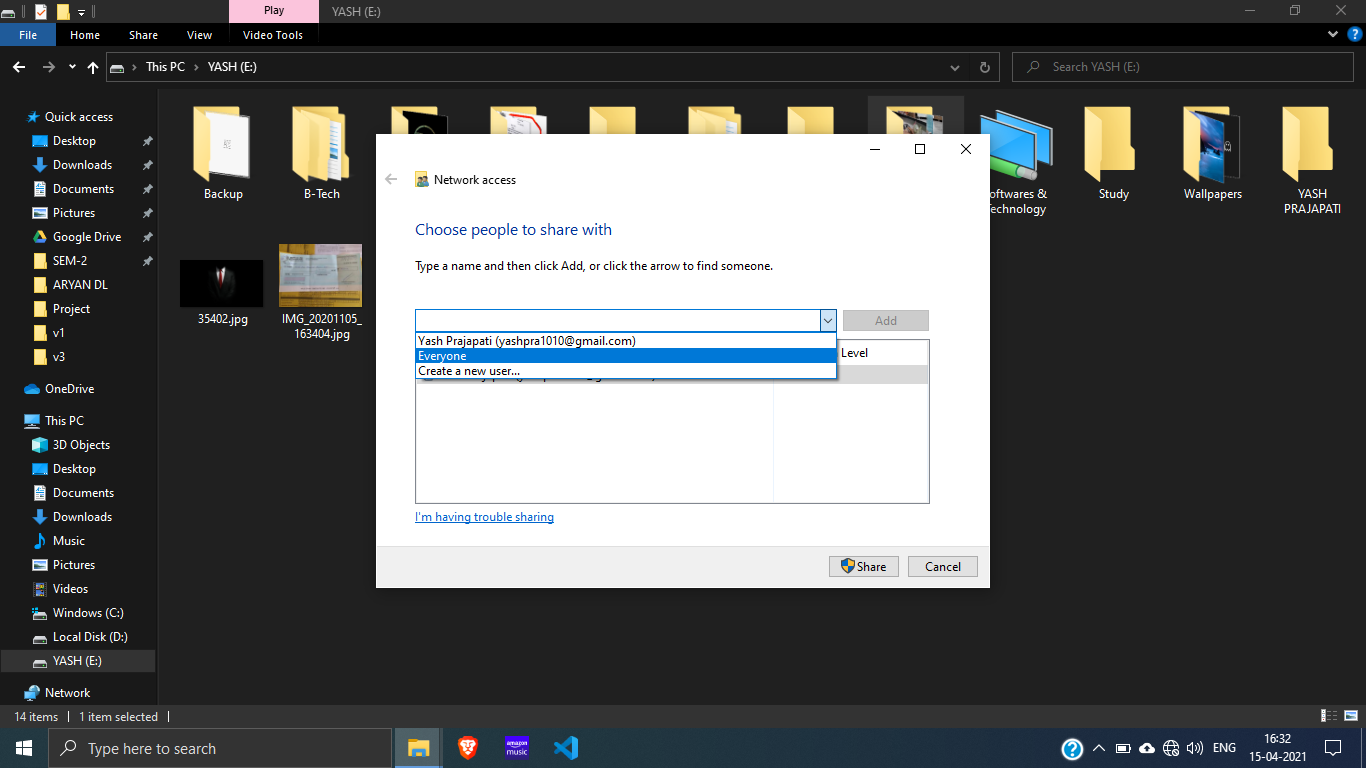 Play
YASH (E:)
File
Home
Share
View
Video Tools
This PC
YASH (E:)
Search YASH (E:)
Quick access
Desktop
Downloads
Documents
Pictures
Google Drive
SEM-2
ARYAN DL
Project
v1
v3
OneDrive
This PC
3D Objects
Desktop
Documents
Downloads
Music
Pictures
Videos
Windows (C:)
Local Disk (D:)
YASH (E:)
Network
Backup
B-Tech
oftwares &
echnology
Study
Wallpapers
YASH
PRAJAPATI
35402.jpg
IMG_20201105_
163404.jpg
Network access
Choose people to share with
Type a name and then click Add, or click the arrow to find someone.
Add
Yash Prajapati (yashpra1010@gmail.com)
Everyone
Create a new user...
Level
I'm having trouble sharing
Share
Cancel
14 items
1 item selected
Type here to search
amazon
music
ENG
16:32
15-04-2021